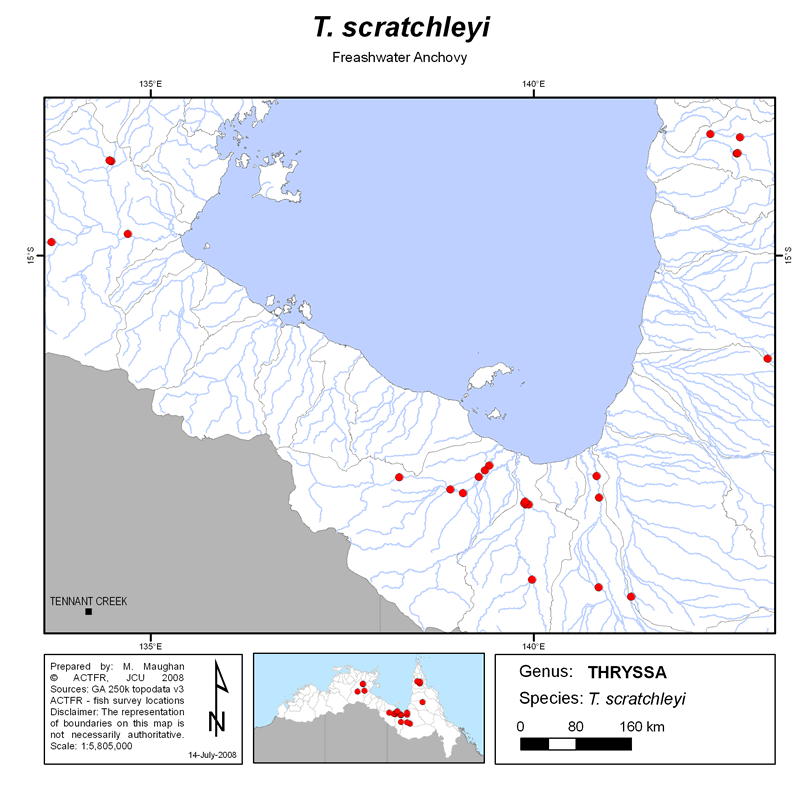 T. scratchleyi
Freashwater Anchovy
135°E
140°E
15°S
15°S
TENNANT CREEK
135°E
140°E
Prepared by: M. Maughan
© ACTFR, JCU 2008
Sources: GA 250k topodata v3
ACTFR - fish survey locations
Disclaimer: The representation
of boundaries on this map is
not necessarily authoritative.
Scale: 1:5,805,000
N
14-July-2008
Genus: THRYSSA
Species: T. scratchleyi
0 80 160 km